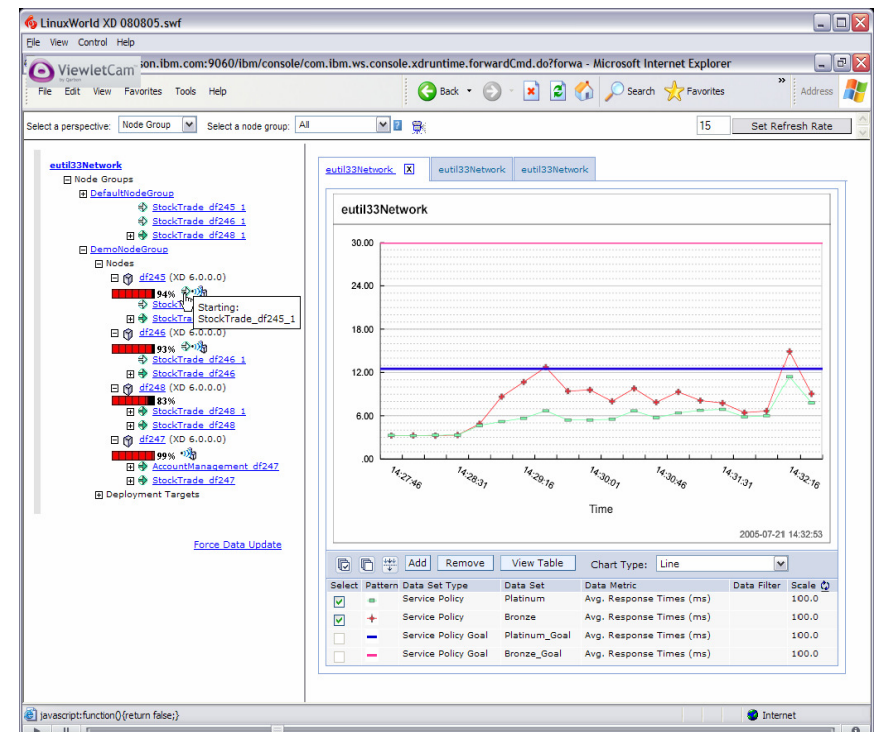 LinuxWorld XD 080805.swf
File View Control Help
son.ibm.com:9060/ibm/console/com.ibm.ws.console.xdruntime.forwardCmd.do?forwa - Microsoft Internet Explorer
ViewletCam
by Qarbon
File Edit View Favorites Tools Help
Back
Search
Favorites
»
Address
Select a perspective: Node Group
Select a node group: All
?
15
Set Refresh Rate
eutil33Network
Node Groups
DefaultNodeGroup
StockTrade_df245_1
StockTrade_df246_1
StockTrade_df248_1
DemoNodeGroup
Nodes
df245 (XD 6.0.0.0)
94%
StockT
StockTra
Starting:
StockTrade_df245_1
df246 (XD 6.0.0.0)
93%
StockTrade_df246_1
StockTrade_df246
df248 (XD 6.0.0.0)
83%
StockTrade_df248_1
StockTrade_df248
df247 (XD 6.0.0.0)
99%
AccountManagement_df247
StockTrade_df247
Deployment Targets
Force Data Update
eutil33Network X eutil33Network eutil33Network
eutil33Network
30.00
24.00
18.00
12.00
6.00
.00
14:27:46 14:28:31 14:29:16 14:30:01 14:30:46 14:31:31 14:32:16
Time
2005-07-21 14:32:53
Add Remove View Table Chart Type: Line
Select Pattern Data Set Type Data Set Data Metric Data Filter Scale
Service Policy Platinum Avg. Response Times (ms) 100.0
Service Policy Bronze Avg. Response Times (ms) 100.0
Service Policy Goal Platinum_Goal Avg. Response Times (ms) 100.0
Service Policy Goal Bronze_Goal Avg. Response Times (ms) 100.0
javascript:function(){return false;}
Internet